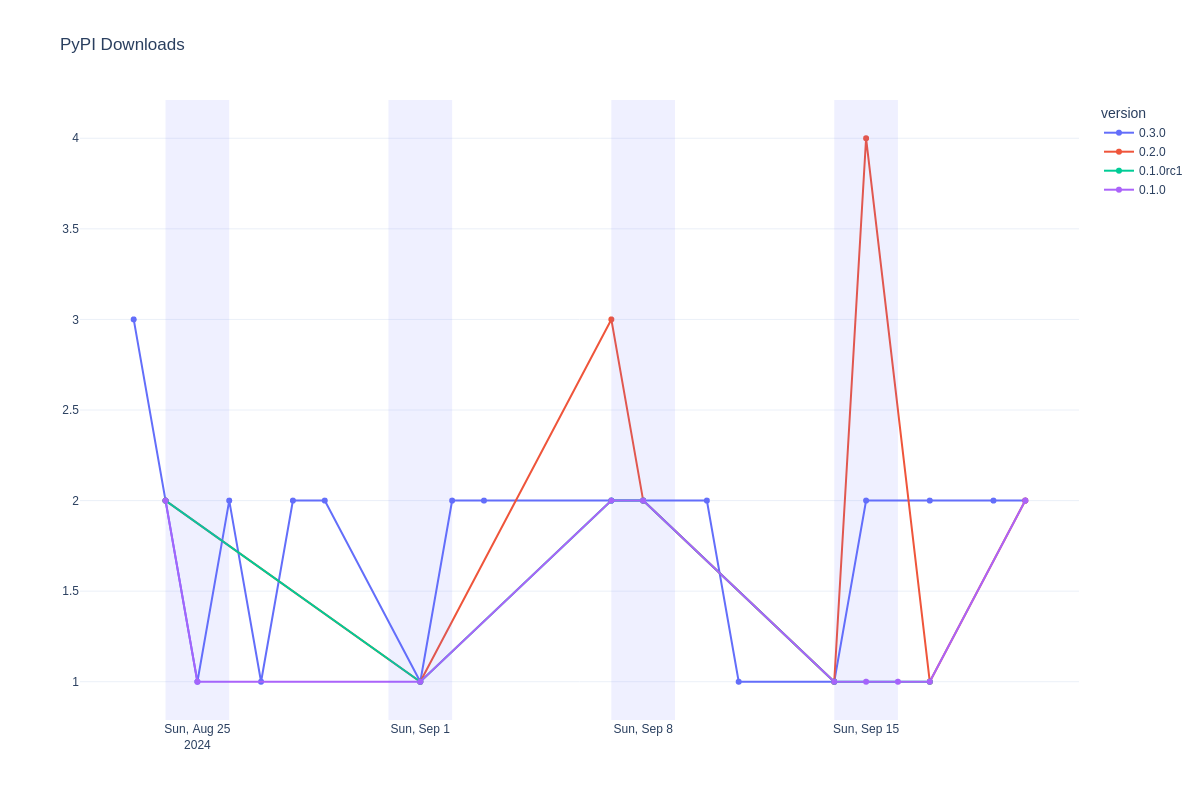 PyPI Downloads
version
0.3.0
0.2.0
0.1.0rc1
0.1.0
4
3.5
3
2.5
2
1.5
1
Sun, Aug 25
2024
Sun, Sep 1
Sun, Sep 8
Sun, Sep 15